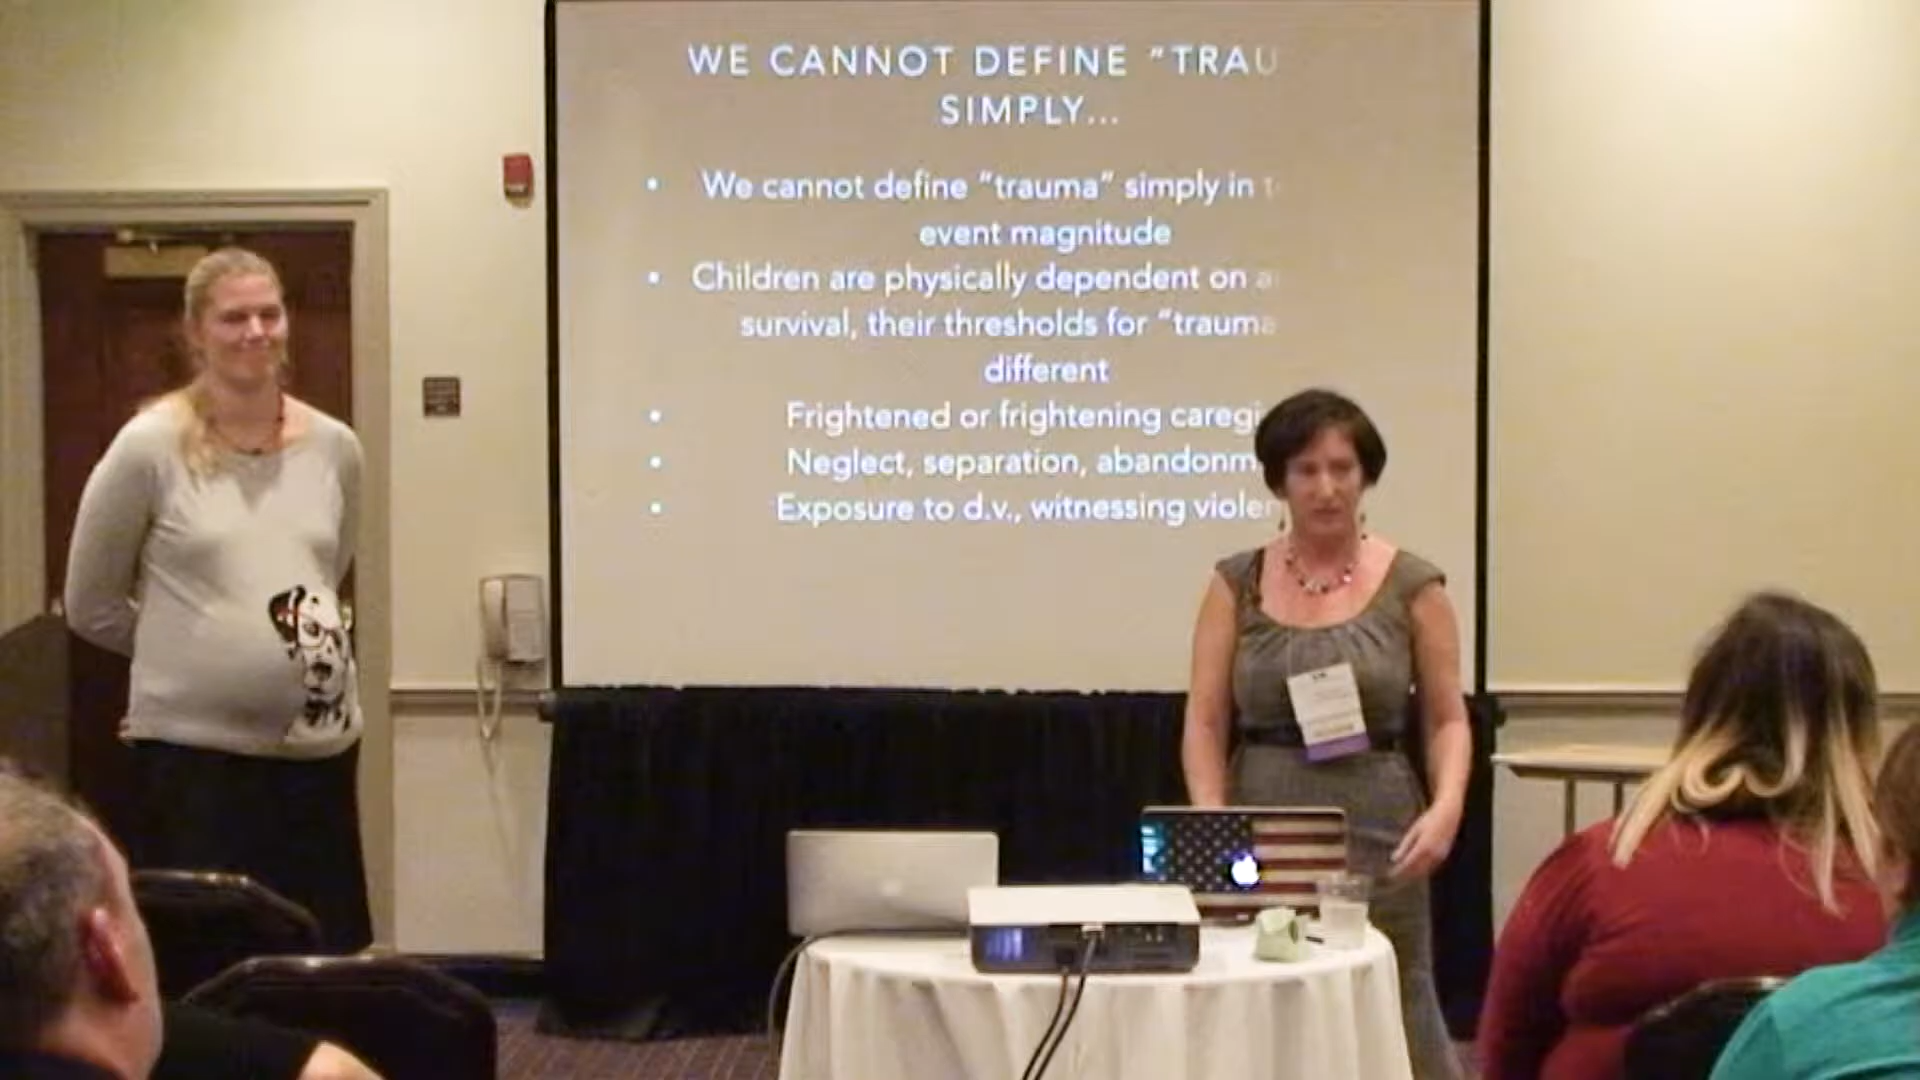 WE CANNOT DEFINE “TRAU
SIMPLY...
• We cannot define “trauma” simply in t
event magnitude
• Children are physically dependent on a
survival, their thresholds for “trauma
different
• Frightened or frightening caregi
• Neglect, separation, abandonm
• Exposure to d.v., witnessing violen